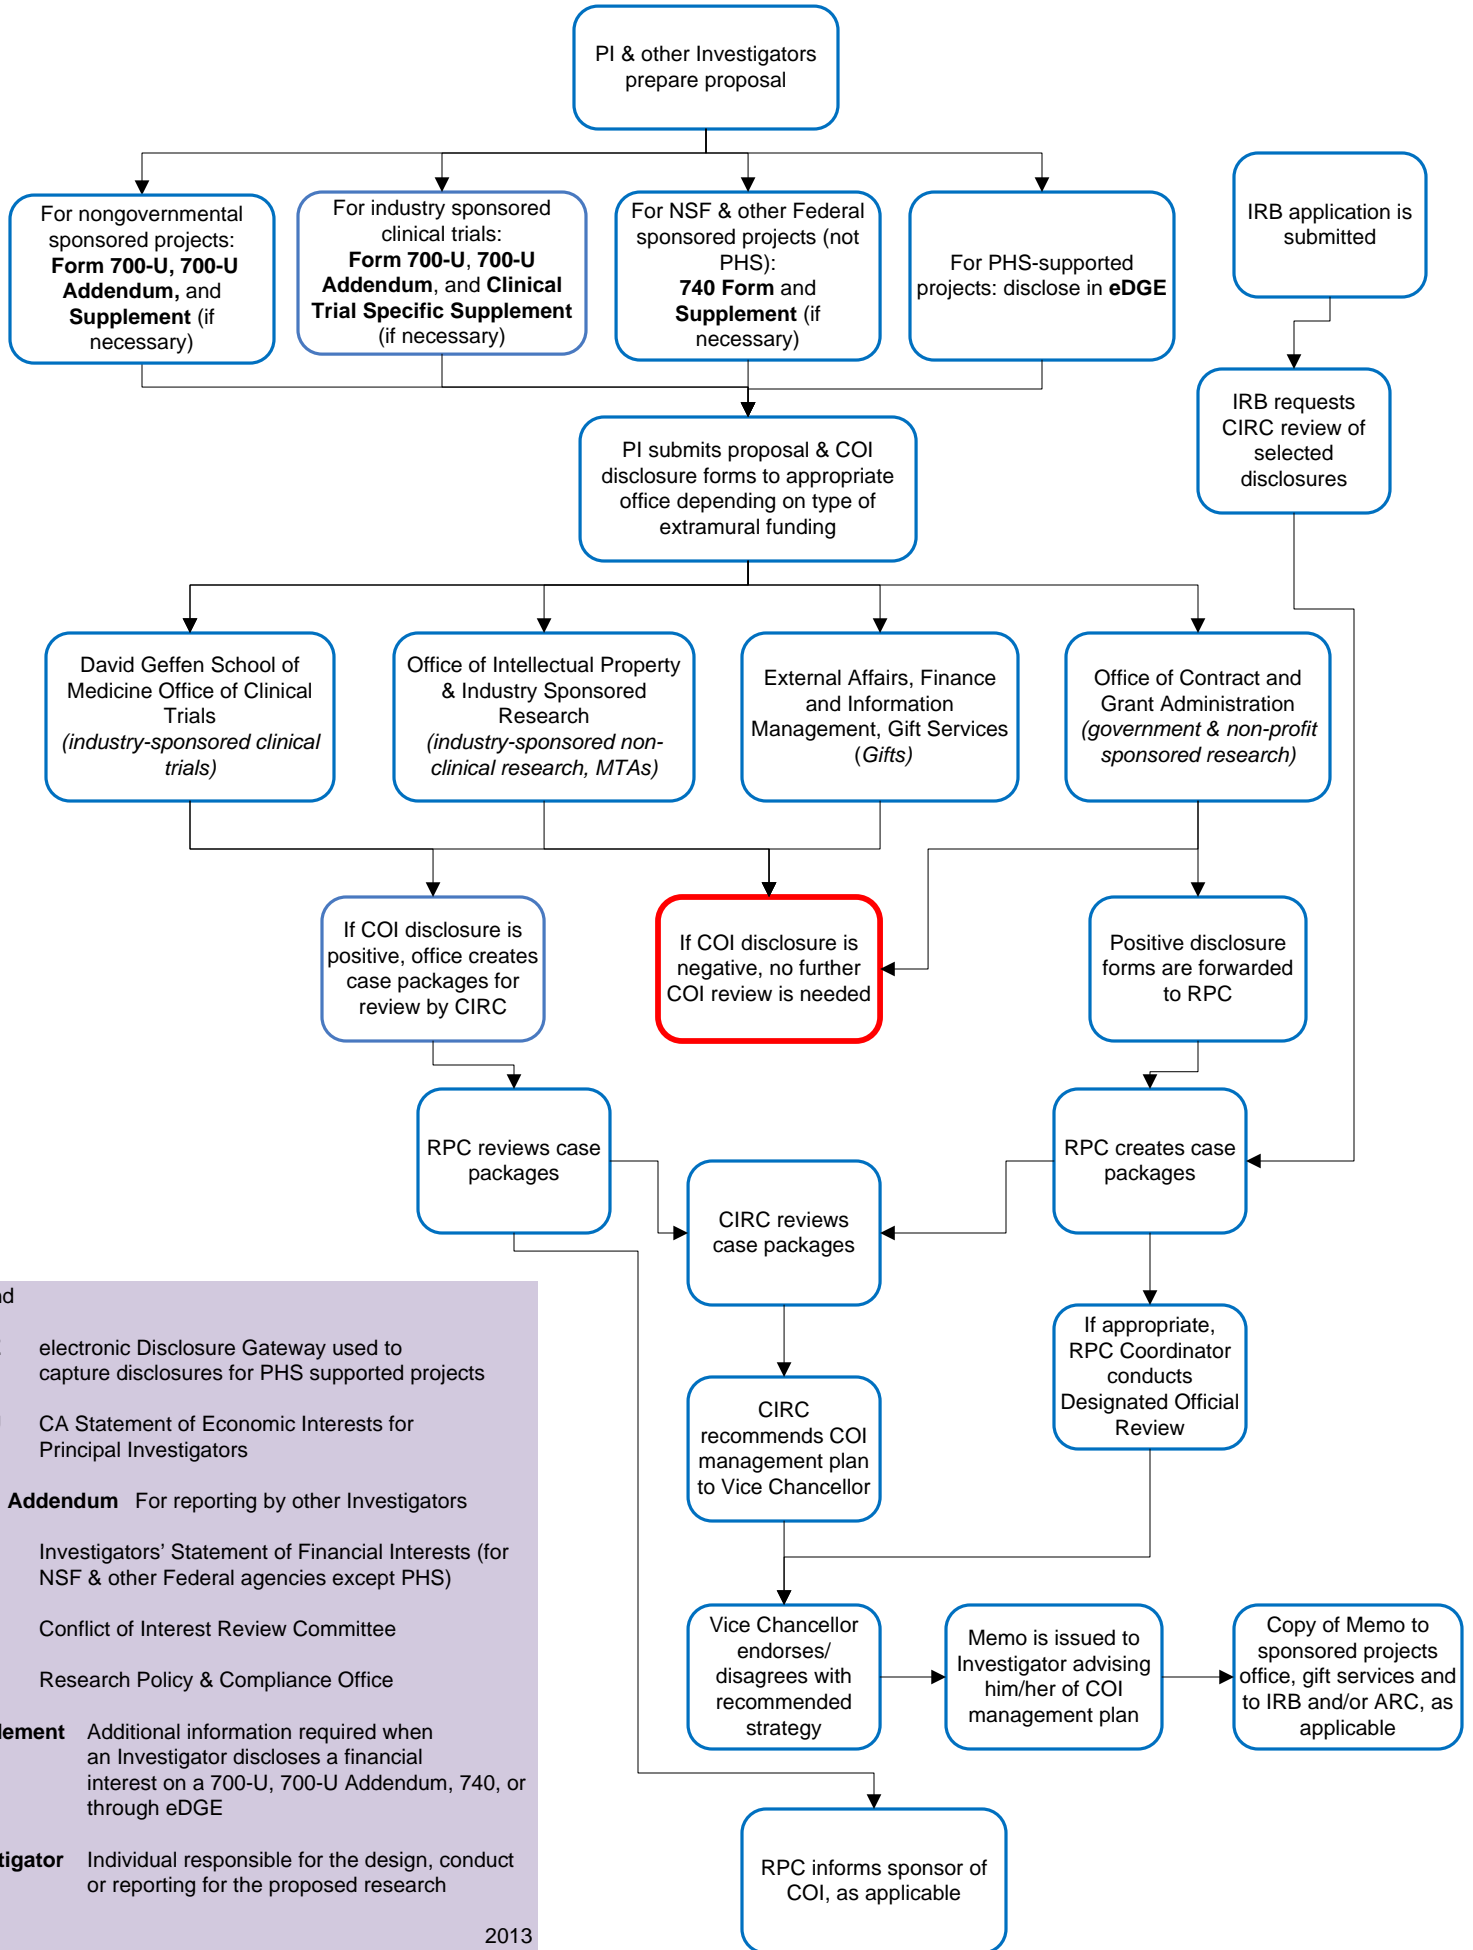 PI & other Investigators
prepare proposal
For nongovernmental
sponsored projects:
Form 700-U, 700-U
Addendum, and
Supplement (if
necessary)
For industry sponsored
clinical trials:
Form 700-U, 700-U
Addendum, and Clinical
Trial Specific Supplement
(if necessary)
For NSF & other Federal
sponsored projects (not
PHS):
740 Form and
Supplement (if
necessary)
For PHS-supported
projects: disclose in eDGE
IRB application is
submitted
IRB requests
CIRC review of
selected
disclosures
PI submits proposal & COI
disclosure forms to appropriate
office depending on type of
extramural funding
David Geffen School of
Medicine Office of Clinical
Trials
(industry-sponsored clinical
trials)
Office of Intellectual Property
& Industry Sponsored
Research
(industry-sponsored non-
clinical research, MTAs)
External Affairs, Finance
and Information
Management, Gift Services
(Gifts)
Office of Contract and
Grant Administration
(government & non-profit
sponsored research)
If COI disclosure is
positive, office creates
case packages for
review by CIRC
If COI disclosure is
negative, no further
COI review is needed
Positive disclosure
forms are forwarded
to RPC
RPC reviews case
packages
CIRC reviews
case packages
RPC creates case
packages
If appropriate,
RPC Coordinator
conducts
Designated Official
Review
CIRC
recommends COI
management plan
to Vice Chancellor
Vice Chancellor
endorses/
disagrees with
recommended
strategy
Memo is issued to
Investigator advising
him/her of COI
management plan
Copy of Memo to
sponsored projects
office, gift services and
to IRB and/or ARC, as
applicable
RPC informs sponsor of
COI, as applicable
electronic Disclosure Gateway used to
capture disclosures for PHS supported projects
CA Statement of Economic Interests for
Principal Investigators
Addendum For reporting by other Investigators
Investigators’ Statement of Financial Interests (for
NSF & other Federal agencies except PHS)
Conflict of Interest Review Committee
Research Policy & Compliance Office
Additional information required when
an Investigator discloses a financial
interest on a 700-U, 700-U Addendum, 740, or
through eDGE
Individual responsible for the design, conduct
or reporting for the proposed research
2013